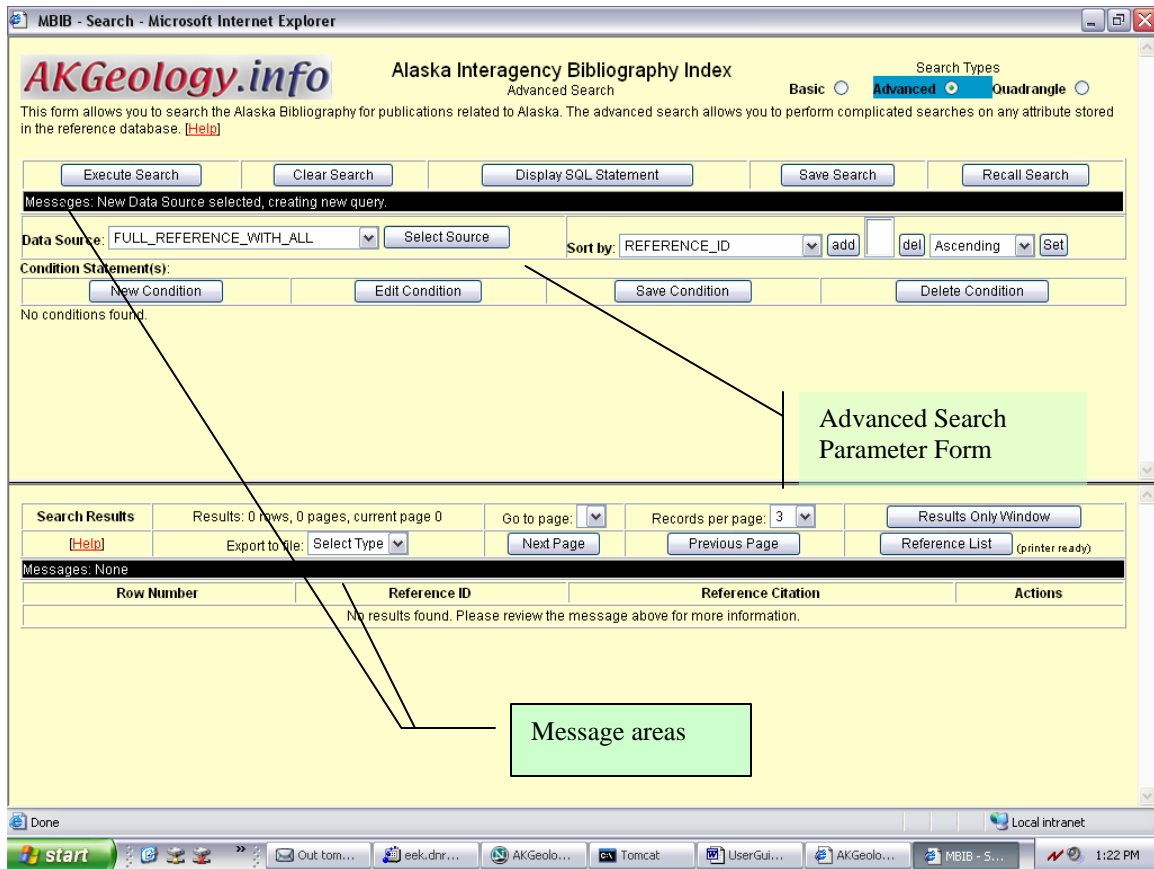 MBIB - Search - Microsoft Internet Explorer
AKGeology.info
Alaska Interagency Bibliography Index
Advanced Search
Search Types
Basic Advanced Quadrangle
This form allows you to search the Alaska Bibliography for publications related to Alaska. The advanced search allows you to perform complicated searches on any attribute stored
in the reference database. [Help]
Execute Search Clear Search Display SQL Statement Save Search Recall Search
Messages: New Data Source selected, creating new query.
Data Source: FULL_REFERENCE_WITH_ALL Select Source Sort by: REFERENCE_ID add del Ascending Set
Condition Statement(s):
New Condition Edit Condition Save Condition Delete Condition
No conditions found.
Advanced Search
Parameter Form
Search Results Results: 0 rows, 0 pages, current page 0 Go to page: Records per page: 3 Results Only Window
[Help] Export to file: Select Type Next Page Previous Page Reference List (printer ready)
Messages: None
Row Number Reference ID Reference Citation Actions
No results found. Please review the message above for more information.
Message areas
Done Local intranet
start » Out tom... eek.dnr... AKGeolo... Tomcat UserGui... AKGeolo... MBIB - S... 1:22 PM